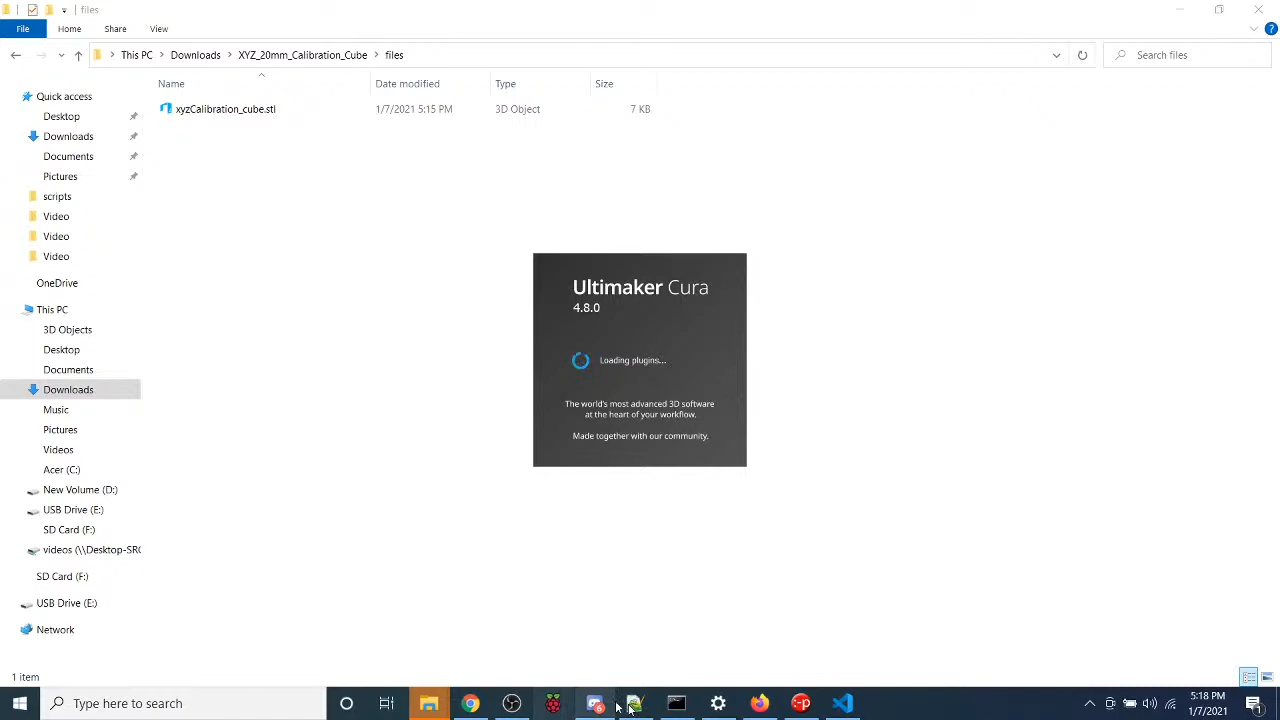 files
File Home Share View
This PC Downloads XYZ_20mm_Calibration_Cube files
Search files
Name Date modified Type Size
xyzCalibration_cube.stl 1/7/2021 5:15 PM 3D Object 7 KB
Quick access
Desktop
Downloads
Documents
Pictures
scripts
Video
Video
Video
OneDrive
This PC
3D Objects
Desktop
Documents
Downloads
Music
Pictures
Videos
Acer (C:)
New Volume (D:)
USB Drive (E:)
SD Card (F:)
videos (\\Desktop-SRC
SD Card (F:)
USB Drive (E:)
Network
Ultimaker Cura
4.8.0
Loading plugins...
The world's most advanced 3D software
at the heart of your workflow.
Made together with our community.
1 item
Type here to search
5:18 PM
1/7/2021